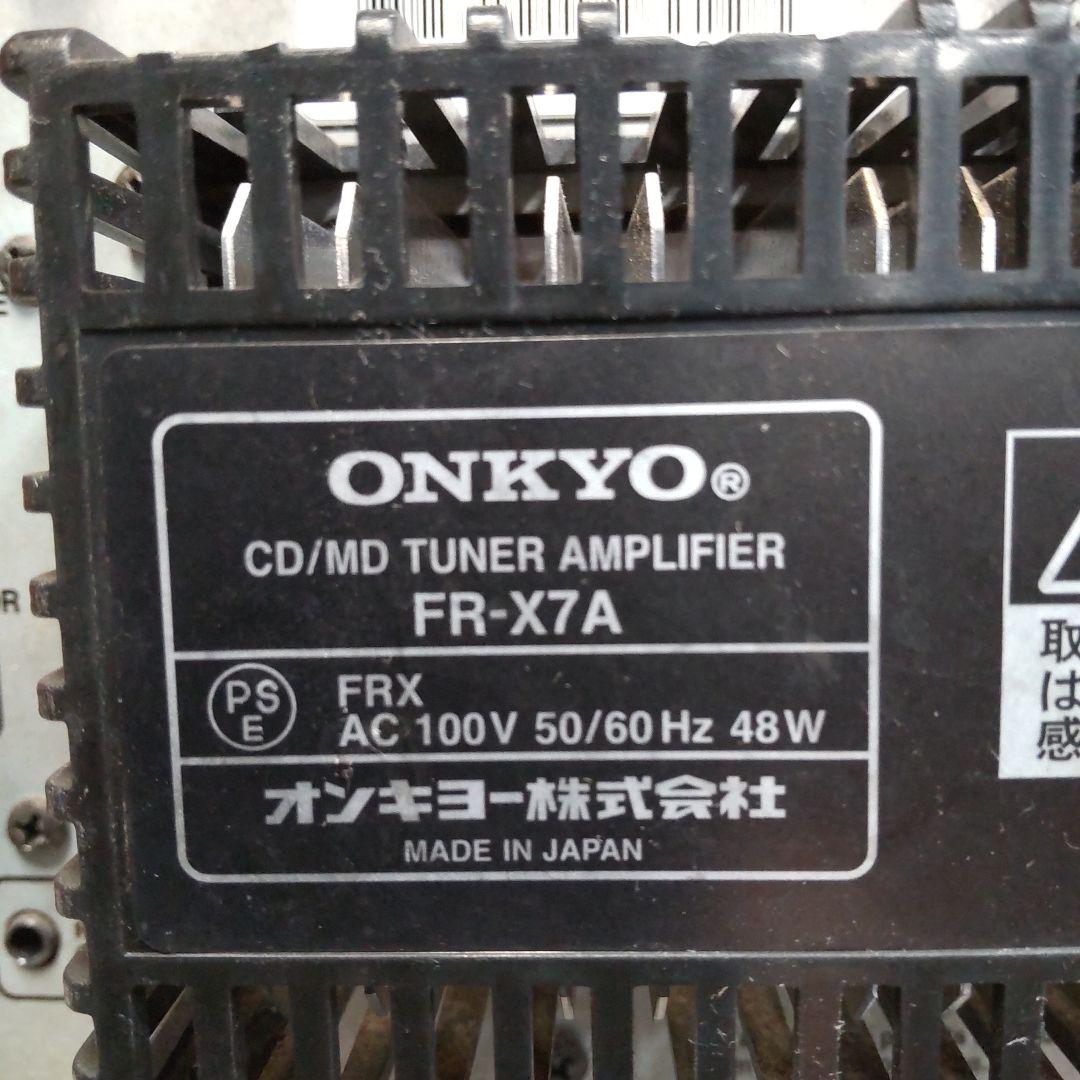 ONKYO®
CD/MD TUNER AMPLIFIER
FR-X7A
PS
E
FRX
AC 100V 50/60Hz 48W
オンキヨー株式会社
MADE IN JAPAN
取
は
感
R